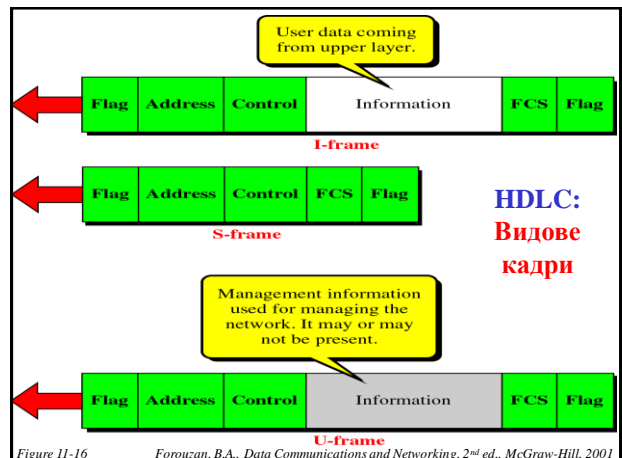 User data coming
from upper layer.
Flag Address Control Information FCS Flag
I-frame
Flag Address Control FCS Flag
S-frame
HDLC:
Видове
кадри
Management information
used for managing the
network. It may or may
not be present.
Flag Address Control Information FCS Flag
U-frame
Figure 11-16 Forouzan, B.A., Data Communications and Networking, 2nd ed., McGraw-Hill, 2001